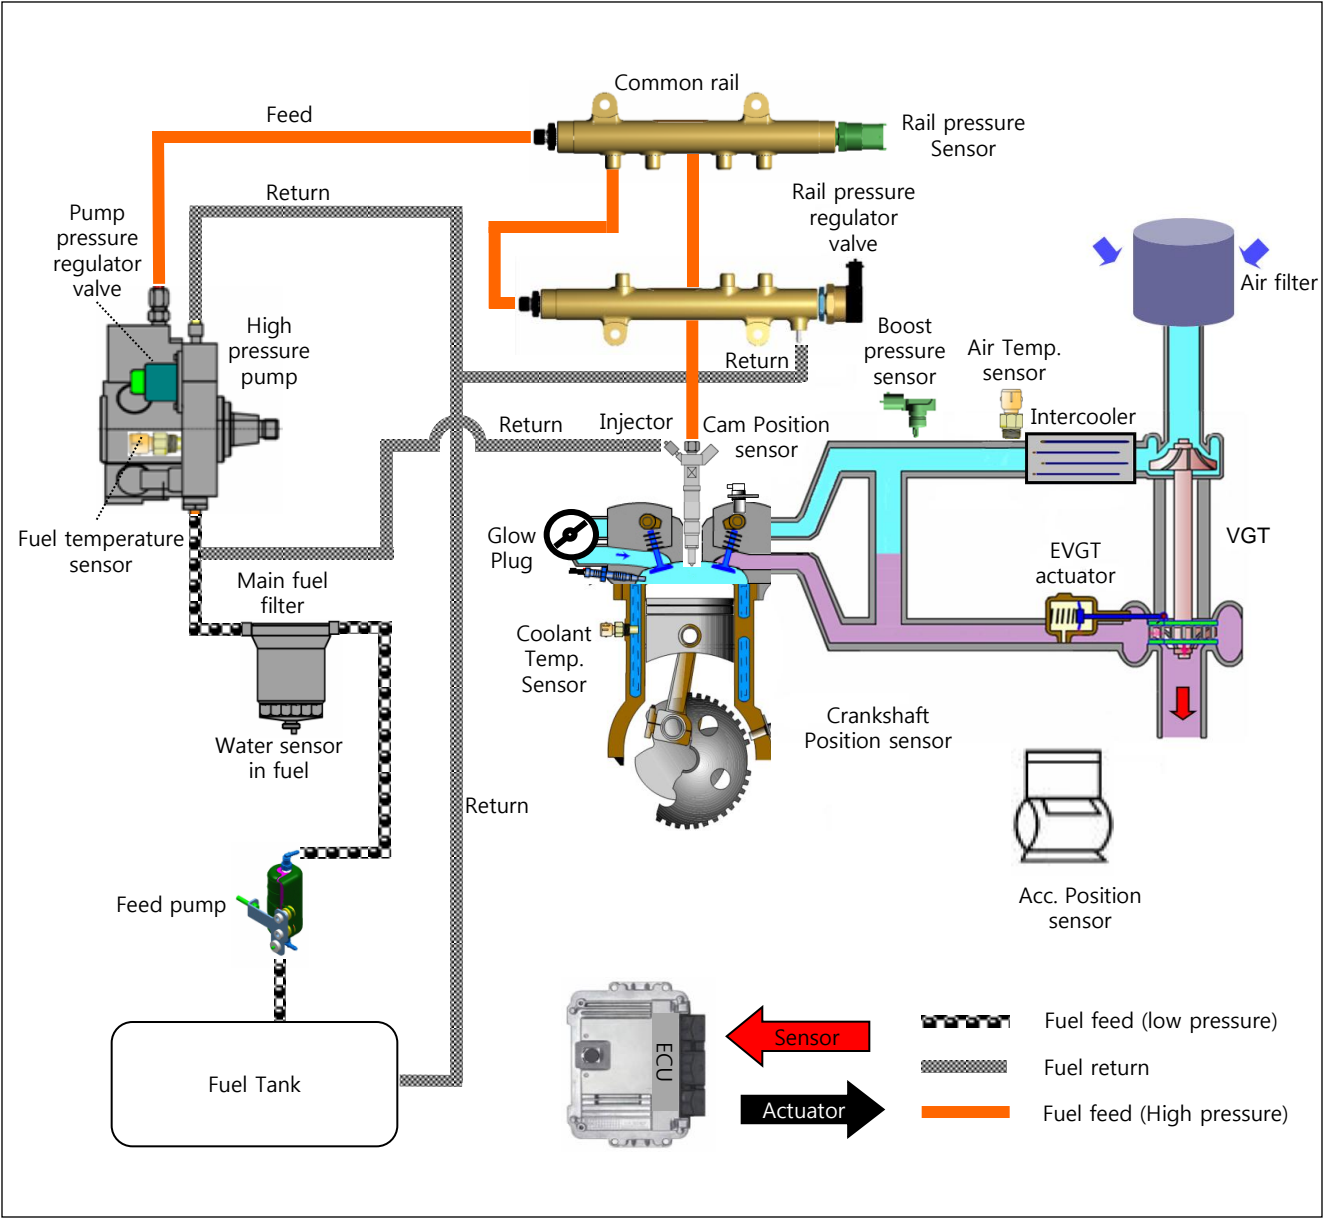 Common rail
Feed
Rail pressure
Sensor
Return
Rail pressure
regulator
valve
Pump
pressure
regulator
valve
Air filter
High
pressure
pump
Boost
pressure
sensor
Air Temp.
sensor
Return
Injector
Return
Cam Position
sensor
Intercooler
Fuel temperature
sensor
Glow
Plug
VGT
EVGT
actuator
Main fuel
filter
Coolant
Temp.
Sensor
Crankshaft
Position sensor
Water sensor
in fuel
Return
Feed pump
Acc. Position
sensor
Fuel Tank
ECU
Sensor
Actuator
Fuel feed (low pressure)
Fuel return
Fuel feed (High pressure)